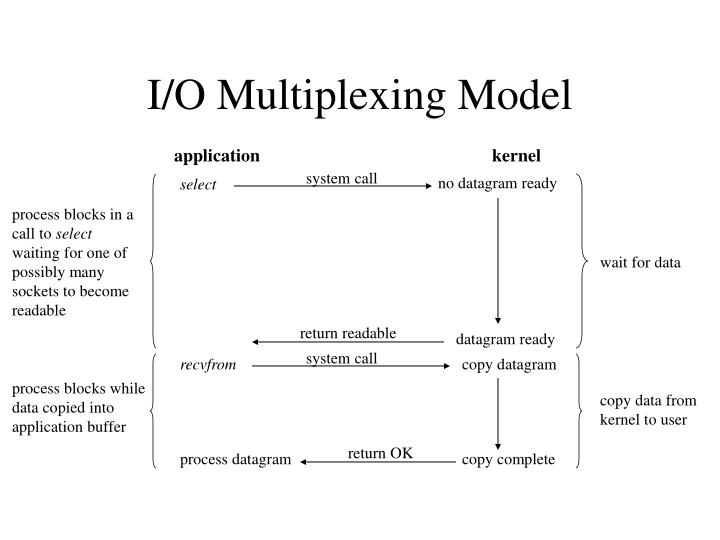 I/O Multiplexing Model
application
kernel
select
system call
no datagram ready
process blocks in a
call to select
waiting for one of
possibly many
sockets to become
readable
wait for data
return readable
datagram ready
recvfrom
system call
copy datagram
process blocks while
data copied into
application buffer
copy data from
kernel to user
process datagram
return OK
copy complete